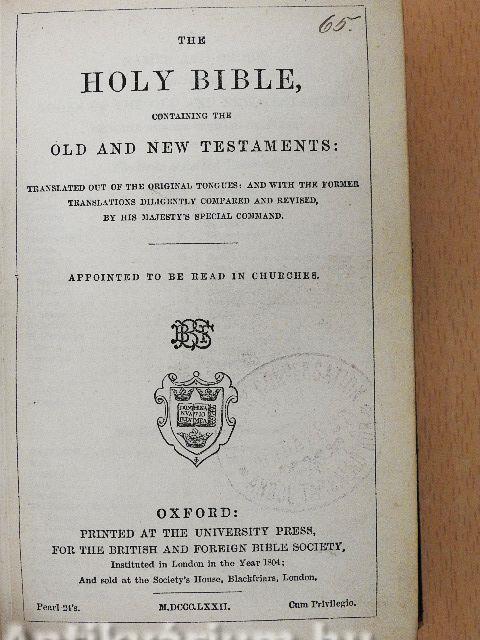 65.
THE
HOLY BIBLE,
CONTAINING THE
OLD AND NEW TESTAMENTS:
TRANSLATED OUT OF THE ORIGINAL TONGUES: AND WITH THE FORMER
TRANSLATIONS DILIGENTLY COMPARED AND REVISED,
BY HIS MAJESTY'S SPECIAL COMMAND.
APPOINTED TO BE READ IN CHURCHES.
OXFORD:
PRINTED AT THE UNIVERSITY PRESS,
FOR THE BRITISH AND FOREIGN BIBLE SOCIETY,
Instituted in London in the Year 1804;
And sold at the Society's House, Blackfriars, London.
Pearl 24's. M.DCCC.LXXII. Cum Privilegio.
Antikvárium.hu